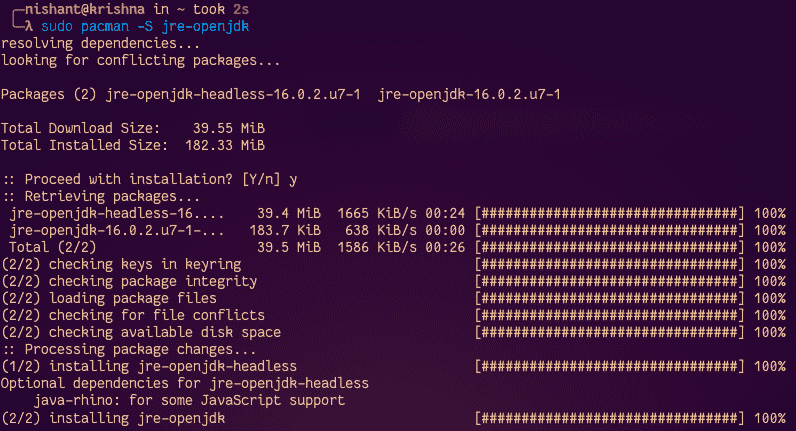 ╭─nishant@krishna in ~ took 2s
╰─λ sudo pacman -S jre-openjdk
resolving dependencies...
looking for conflicting packages...

Packages (2) jre-openjdk-headless-16.0.2.u7-1  jre-openjdk-16.0.2.u7-1

Total Download Size:    39.55 MiB
Total Installed Size:  182.33 MiB

:: Proceed with installation? [Y/n] y
:: Retrieving packages...
 jre-openjdk-headless-16....    39.4 MiB  1665 KiB/s 00:24 [################################] 100%
 jre-openjdk-16.0.2.u7-1-...   183.7 KiB   638 KiB/s 00:00 [################################] 100%
 Total (2/2)                    39.5 MiB  1586 KiB/s 00:26 [################################] 100%
(2/2) checking keys in keyring                             [################################] 100%
(2/2) checking package integrity                           [################################] 100%
(2/2) loading package files                                [################################] 100%
(2/2) checking for file conflicts                          [################################] 100%
(2/2) checking available disk space                        [################################] 100%
:: Processing package changes...
(1/2) installing jre-openjdk-headless                      [################################] 100%
Optional dependencies for jre-openjdk-headless
    java-rhino: for some JavaScript support
(2/2) installing jre-openjdk                               [################################] 100%